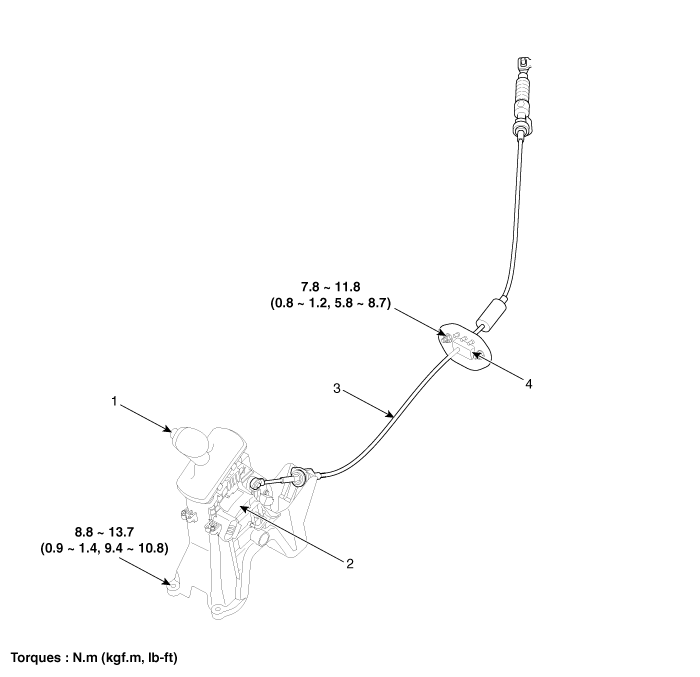 7.8 ~ 11.8
(0.8 ~ 1.2, 5.8 ~ 8.7)
4
3
1
8.8 ~ 13.7
(0.9 ~ 1.4, 9.4 ~ 10.8)
2
Torques : N.m (kgf.m, lb-ft)